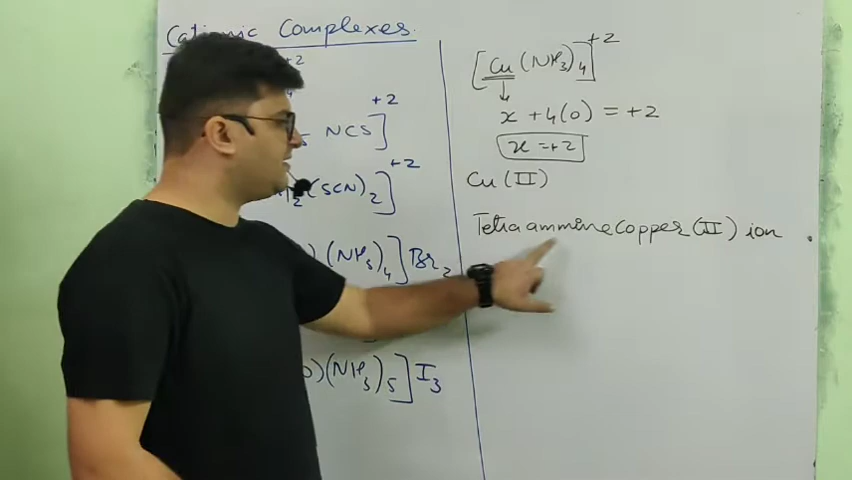 Cationic Complexes.
+2
NCS]⁺²
(SCN)₂]⁺²
)(NH₃)₄]Br₂
)(NH₃)₅]I₃
[Cu(NH₃)₄]⁺²
↓
x + 4(0) = +2
x = +2
Cu (II)
Tetraammine Copper (II) ion